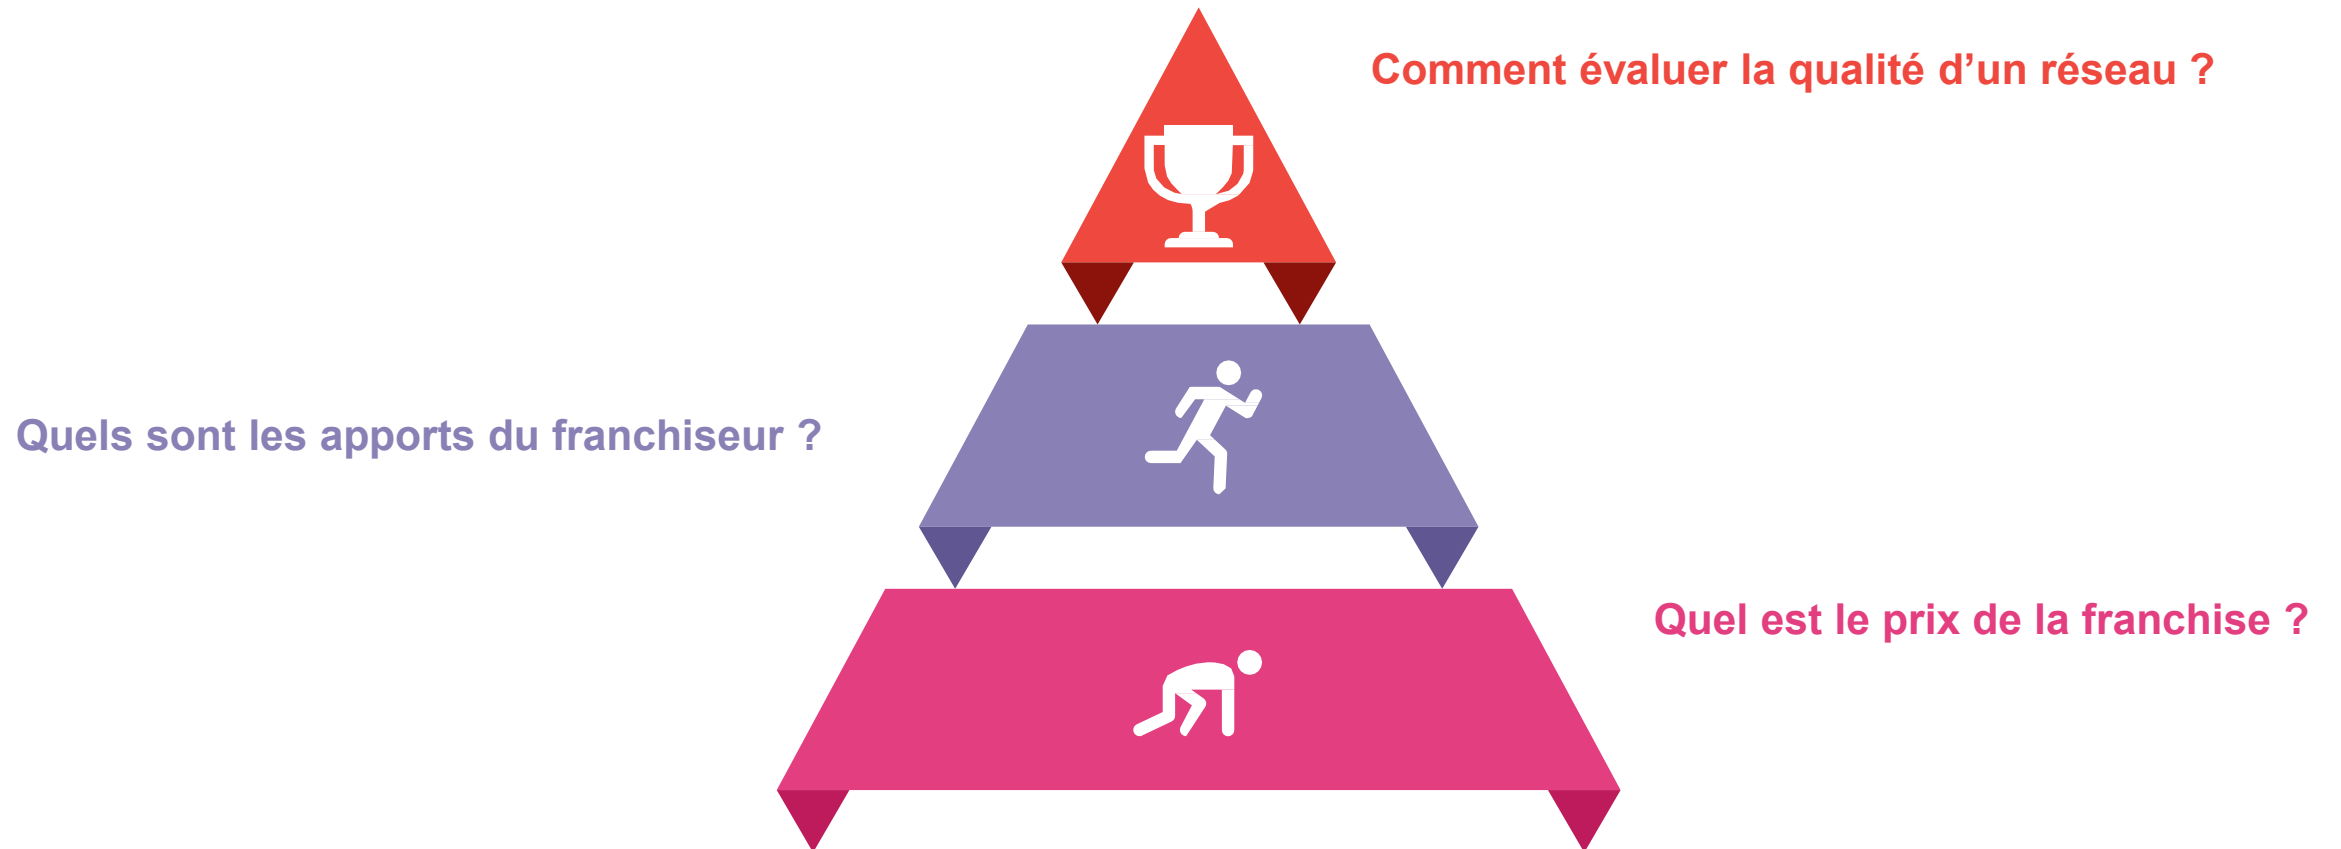 Comment évaluer la qualité d’un réseau ?
Quels sont les apports du franchiseur ?
Quel est le prix de la franchise ?